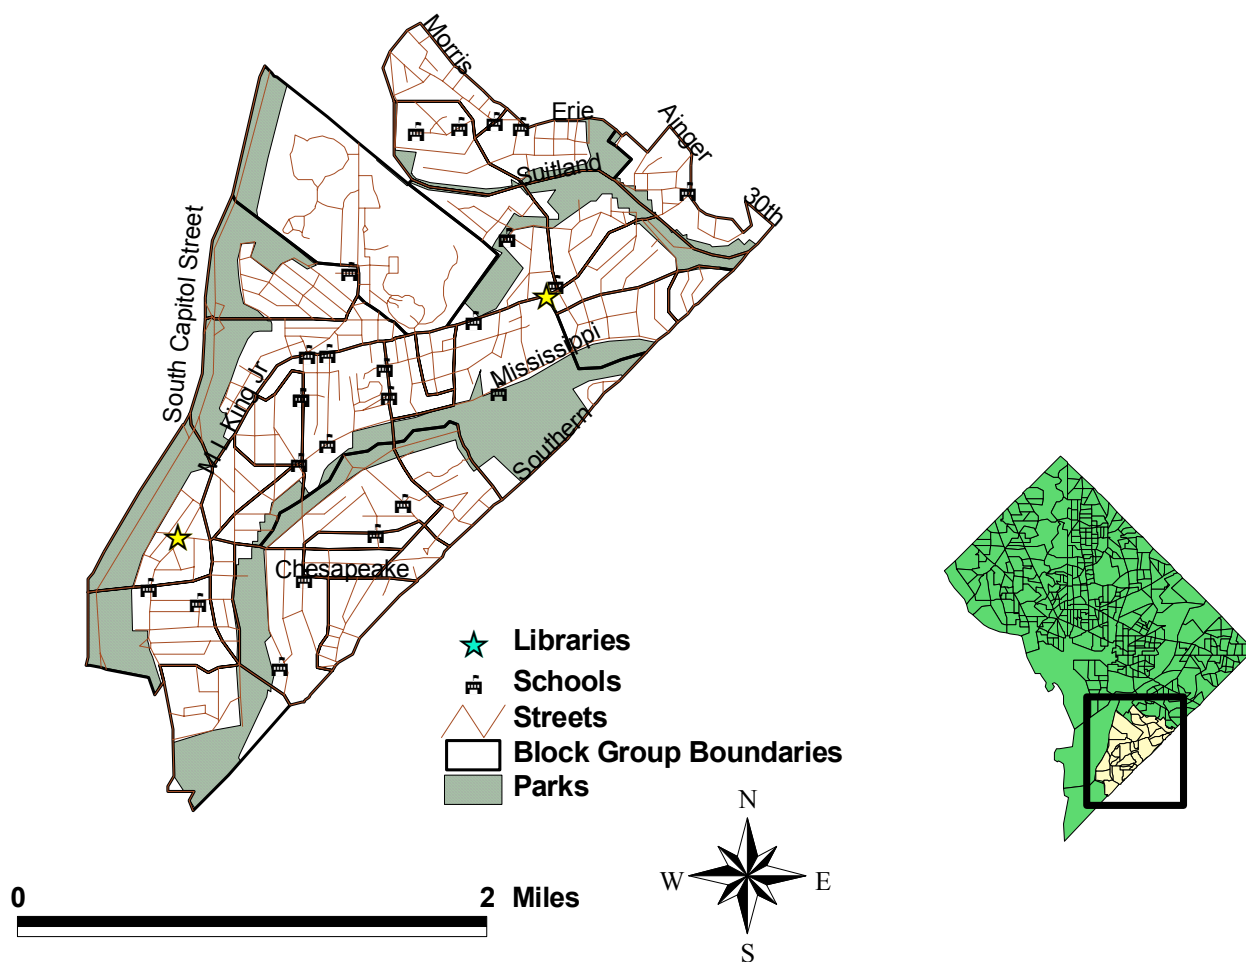 Morris
Erie
Ainger
Suitland
30th
South Capitol Street
Mississippi
M.L. King Jr
Southern
Chesapeake
Libraries
Schools
Streets
Block Group Boundaries
Parks
N
W E
S
0 2 Miles